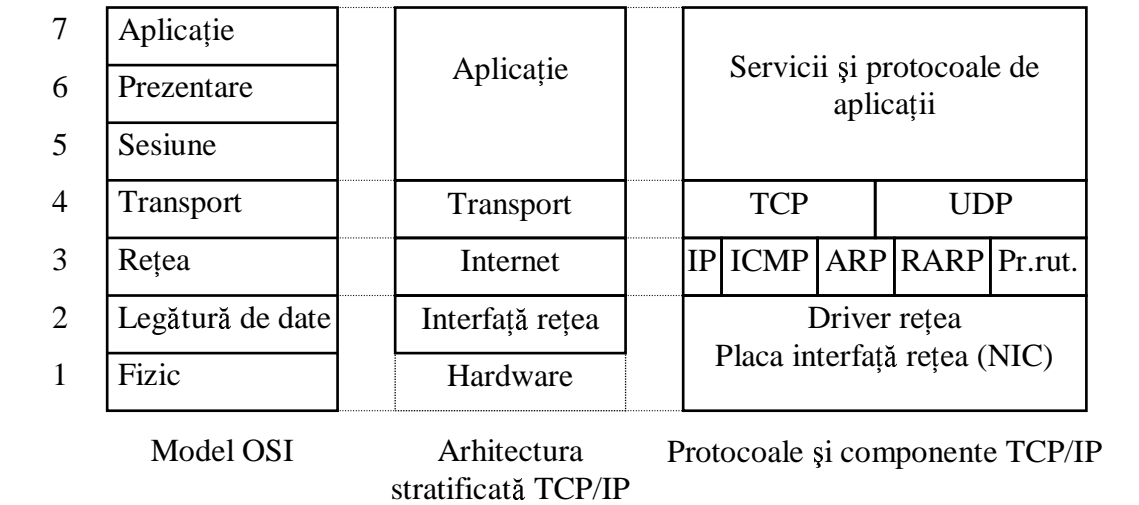 7 Aplicație
6 Prezentare
5 Sesiune
4 Transport
3 Rețea
2 Legătură de date
1 Fizic
Model OSI
Aplicație
Transport
Internet
Interfață rețea
Hardware
Arhitectura
stratificată TCP/IP
Servicii şi protocoale de
aplicații
TCP UDP
IP ICMP ARP RARP Pr.rut.
Driver rețea
Placa interfață rețea (NIC)
Protocoale şi componente TCP/IP